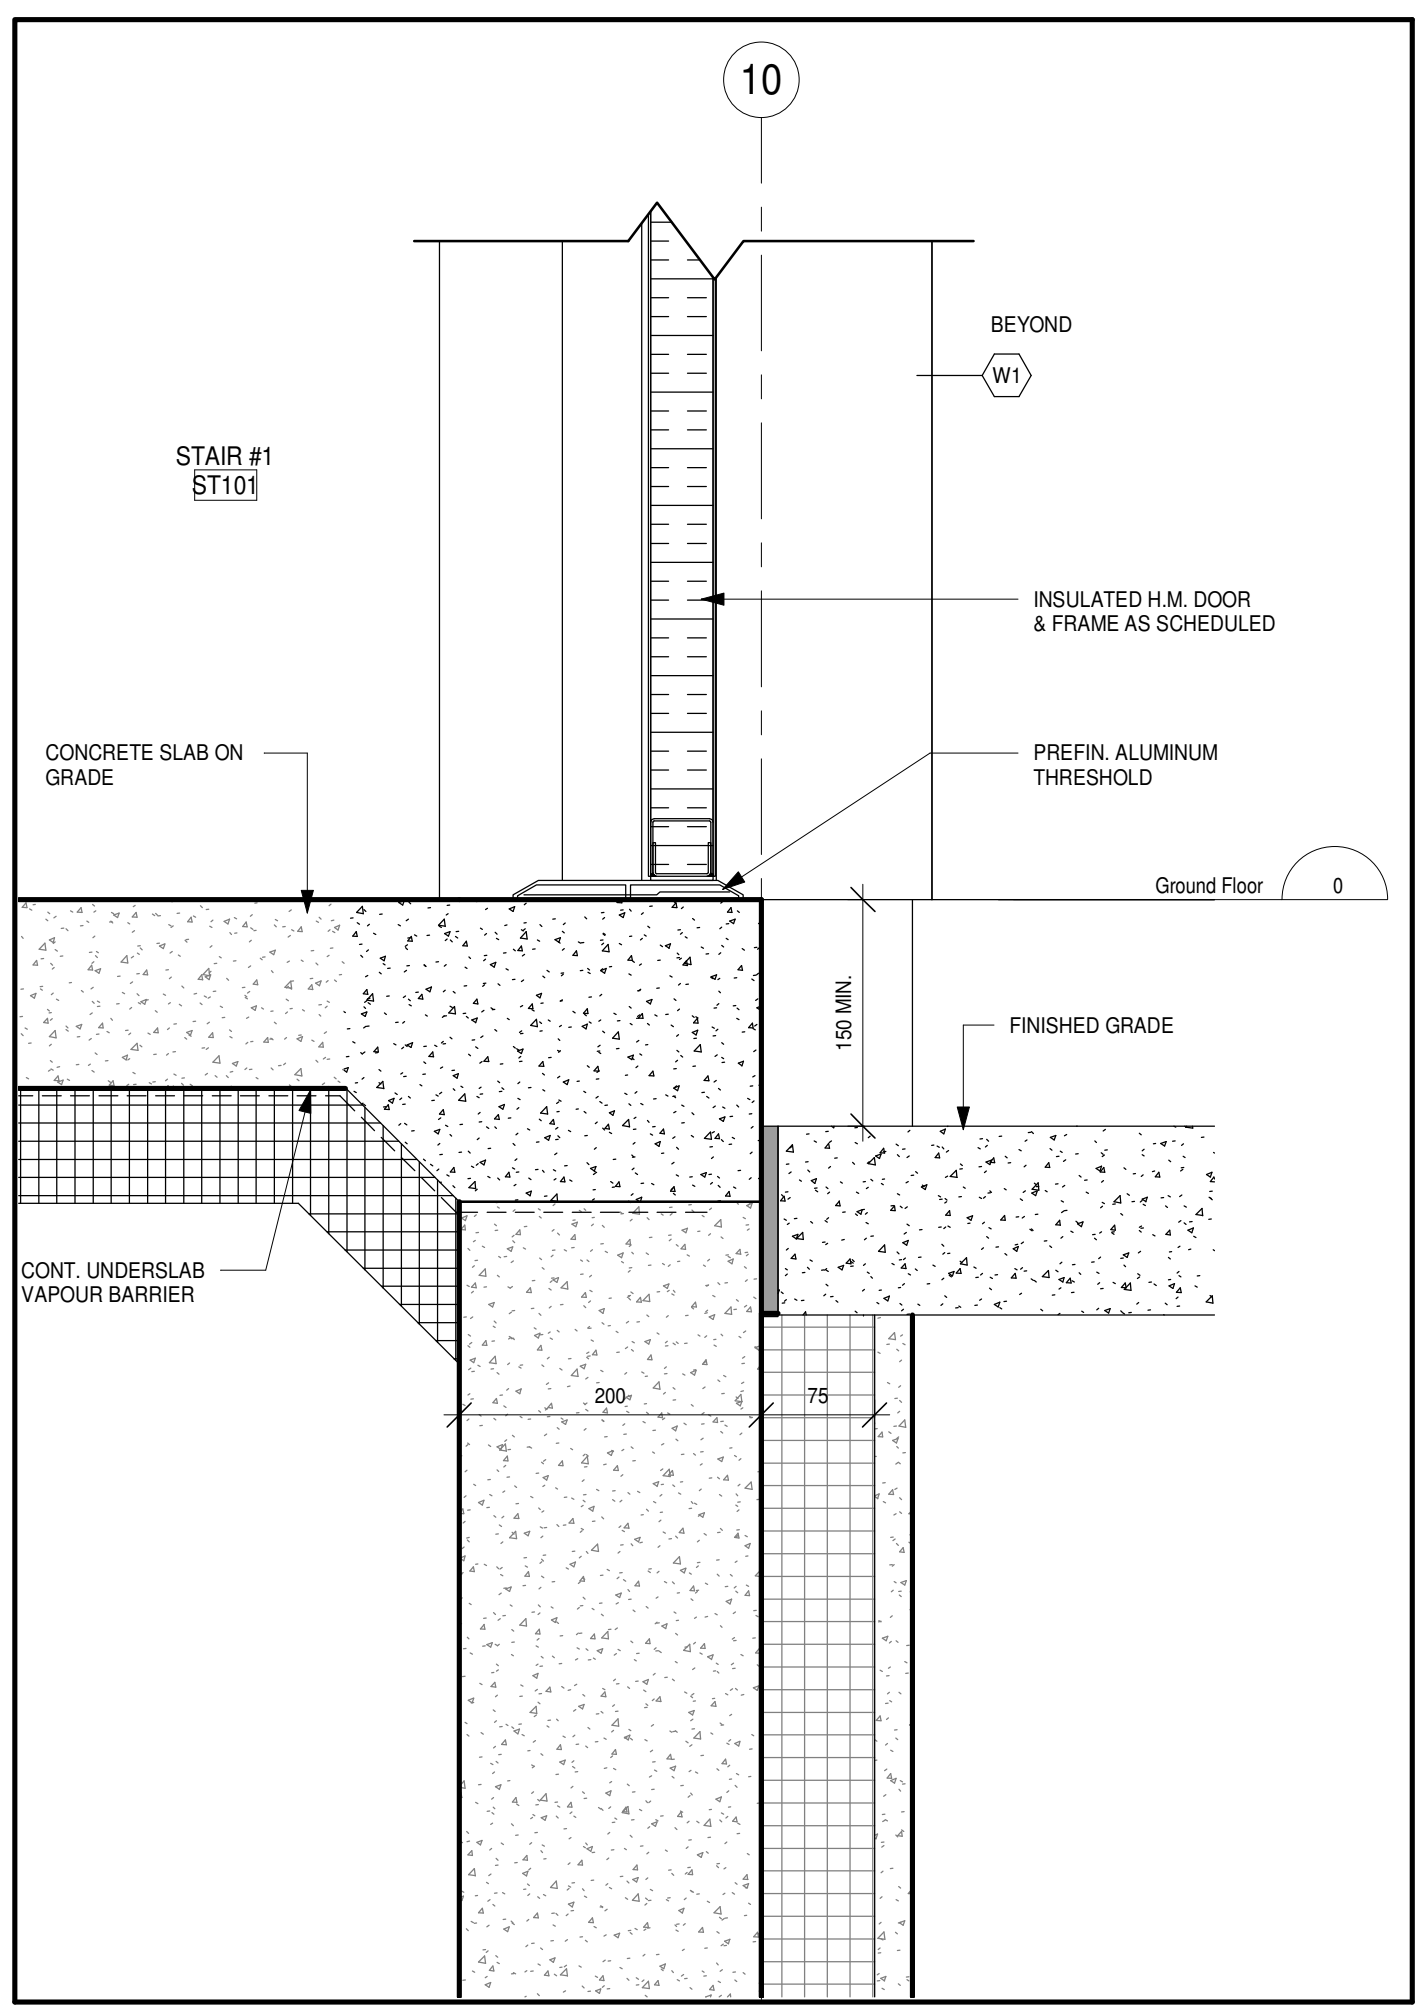 10
BEYOND
W1
STAIR #1
ST101
INSULATED H.M. DOOR
& FRAME AS SCHEDULED
CONCRETE SLAB ON
GRADE
PREFIN. ALUMINUM
THRESHOLD
Ground Floor
0
150 MIN.
FINISHED GRADE
CONT. UNDERSLAB
VAPOUR BARRIER
200
75